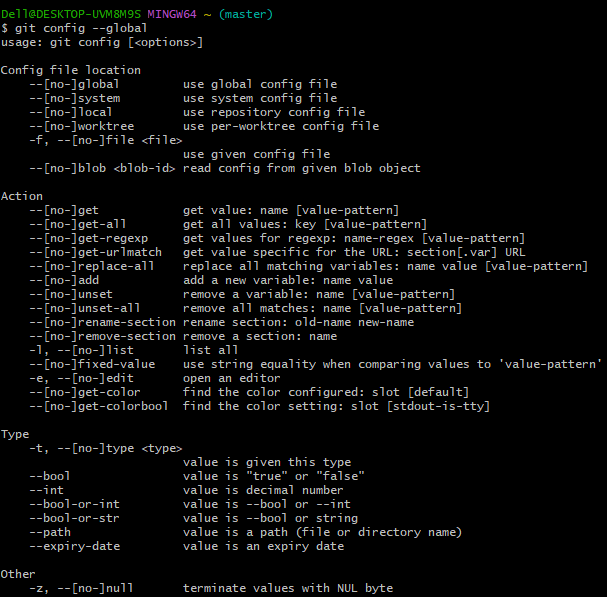 Dell@DESKTOP-UVM8M9S MINGW64 ~ (master)
$ git config --global
usage: git config [<options>]
Config file location
--[no-]global use global config file
--[no-]system use system config file
--[no-]local use repository config file
--[no-]worktree use per-worktree config file
-f, --[no-]file <file>
use given config file
--[no-]blob <blob-id> read config from given blob object
Action
--[no-]get get value: name [value-pattern]
--[no-]get-all get all values: key [value-pattern]
--[no-]get-regexp get values for regexp: name-regex [value-pattern]
--[no-]get-urlmatch get value specific for the URL: section[.var] URL
--[no-]replace-all replace all matching variables: name value [value-pattern]
--[no-]add add a new variable: name value
--[no-]unset remove a variable: name [value-pattern]
--[no-]unset-all remove all matches: name [value-pattern]
--[no-]rename-section rename section: old-name new-name
--[no-]remove-section remove a section: name
-l, --[no-]list list all
--[no-]fixed-value use string equality when comparing values to 'value-pattern'
-e, --[no-]edit open an editor
--[no-]get-color find the color configured: slot [default]
--[no-]get-colorbool find the color setting: slot [stdout-is-tty]
Type
-t, --[no-]type <type>
value is given this type
--bool value is "true" or "false"
--int value is decimal number
--bool-or-int value is --bool or --int
--bool-or-str value is --bool or string
--path value is a path (file or directory name)
--expiry-date value is an expiry date
Other
-z, --[no-]null terminate values with NUL byte